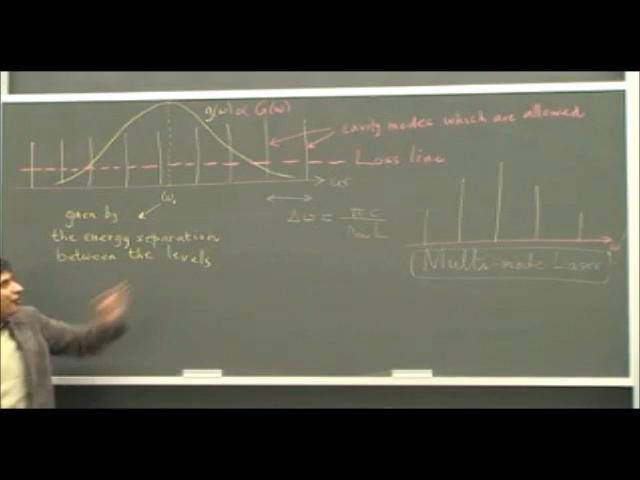 g(ω) ∝ G(ω)
cavity modes which are allowed
Loss line
ω
ω₀
given by
the energy separation
between the levels
Δω = πc
L
Multi-mode Laser